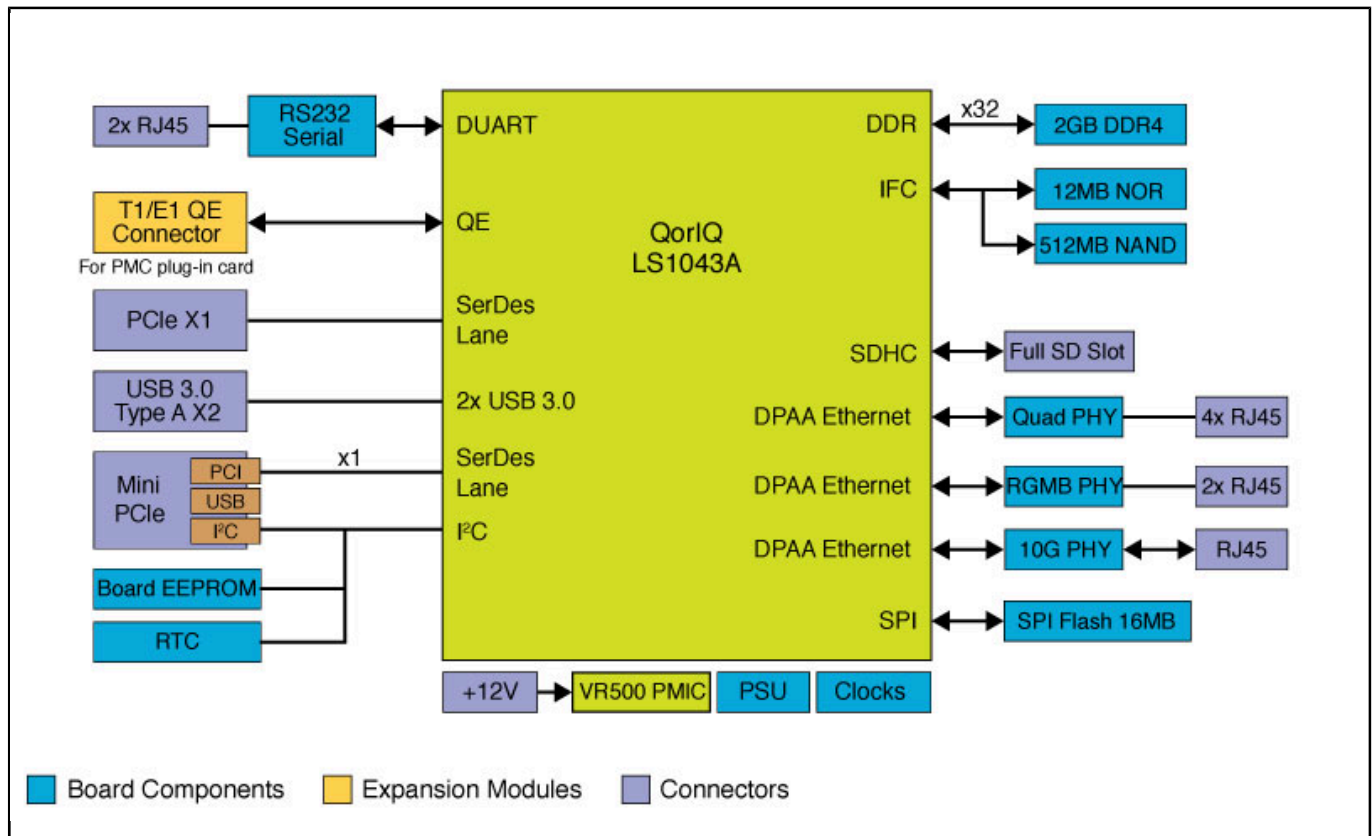 2x RJ45
RS232
Serial
DUART
T1/E1 QE
Connector
For PMC plug-in card
QE
PCIe X1
SerDes
Lane
USB 3.0
Type A X2
2x USB 3.0
Mini
PCIe
PCI
USB
I²C
x1
SerDes
Lane
I²C
Board EEPROM
RTC
QorIQ
LS1043A
DDR
x32
2GB DDR4
IFC
12MB NOR
512MB NAND
SDHC
Full SD Slot
DPAA Ethernet
Quad PHY
4x RJ45
DPAA Ethernet
RGMB PHY
2x RJ45
DPAA Ethernet
10G PHY
RJ45
SPI
SPI Flash 16MB
+12V
VR500 PMIC
PSU
Clocks
Board Components
Expansion Modules
Connectors